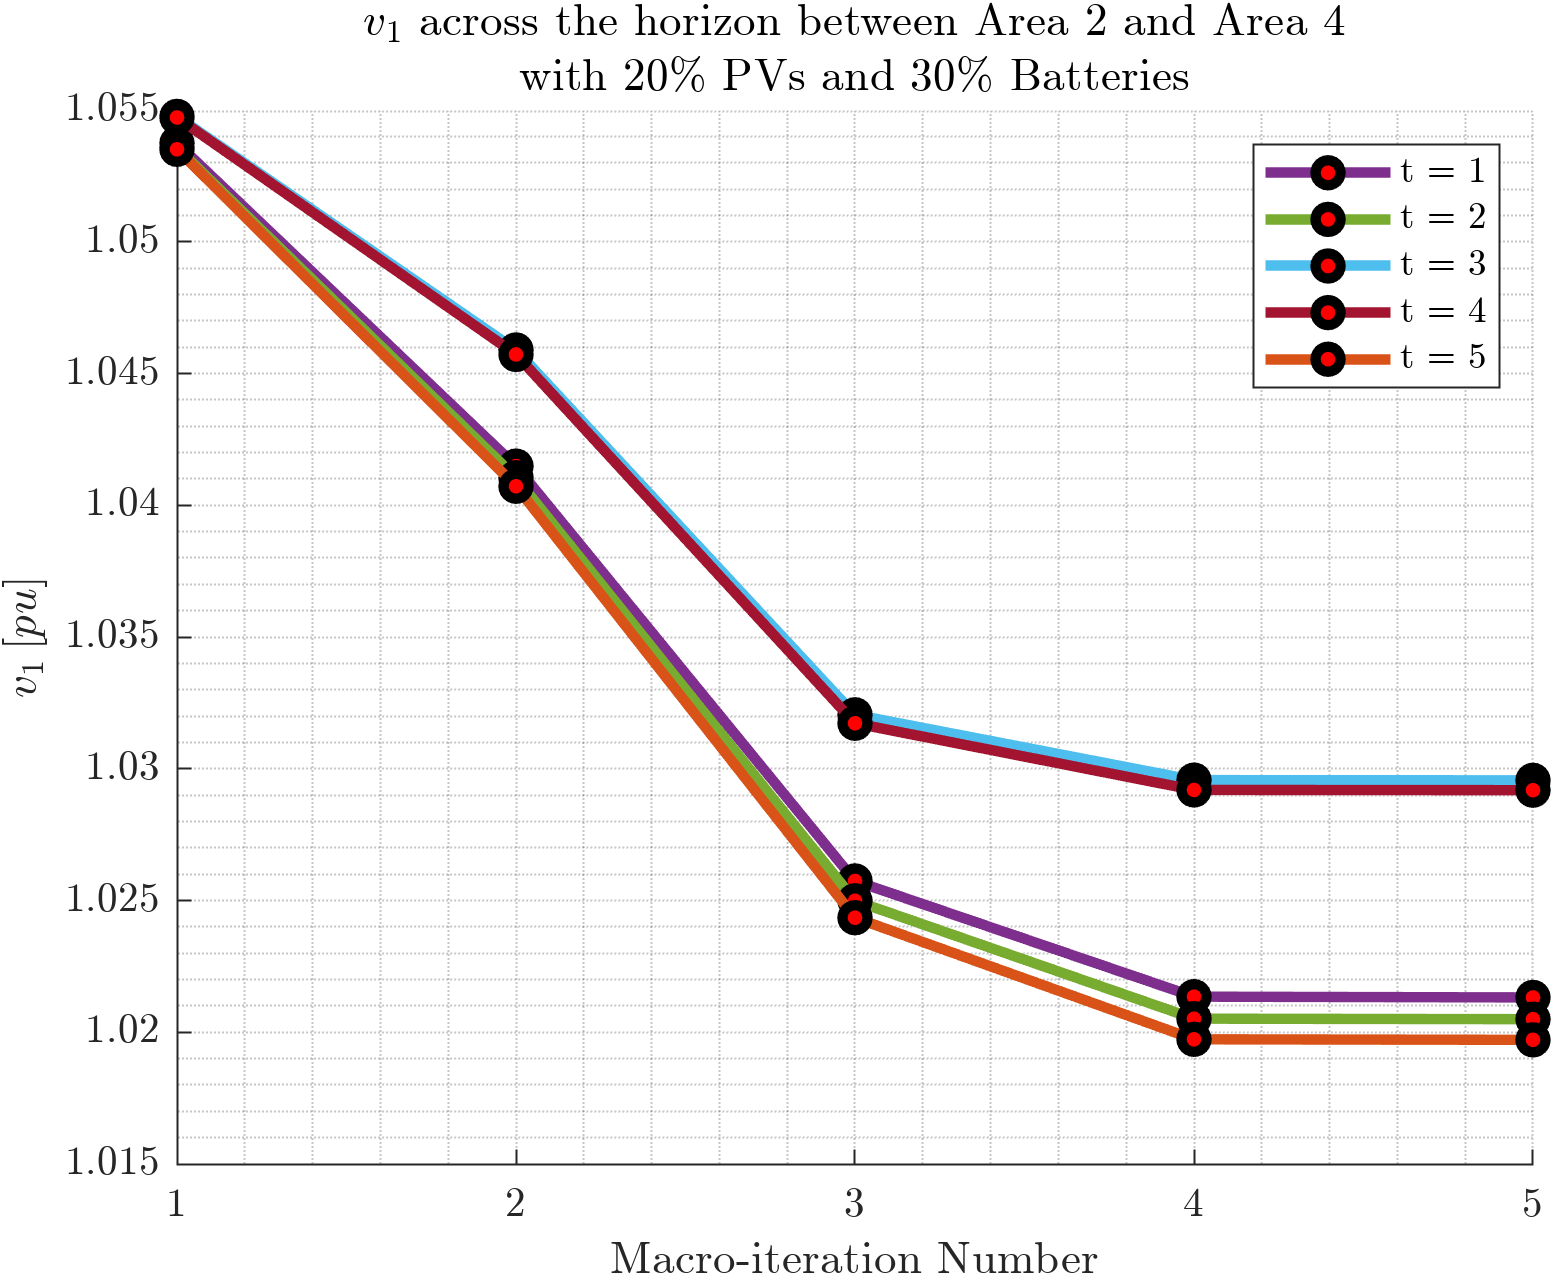 v₁ across the horizon between Area 2 and Area 4
with 20% PVs and 30% Batteries
1.055
1.05
1.045
1.04
1.035
1.03
1.025
1.02
1.015
v₁ [pu]
t = 1
t = 2
t = 3
t = 4
t = 5
1 2 3 4 5
Macro-iteration Number